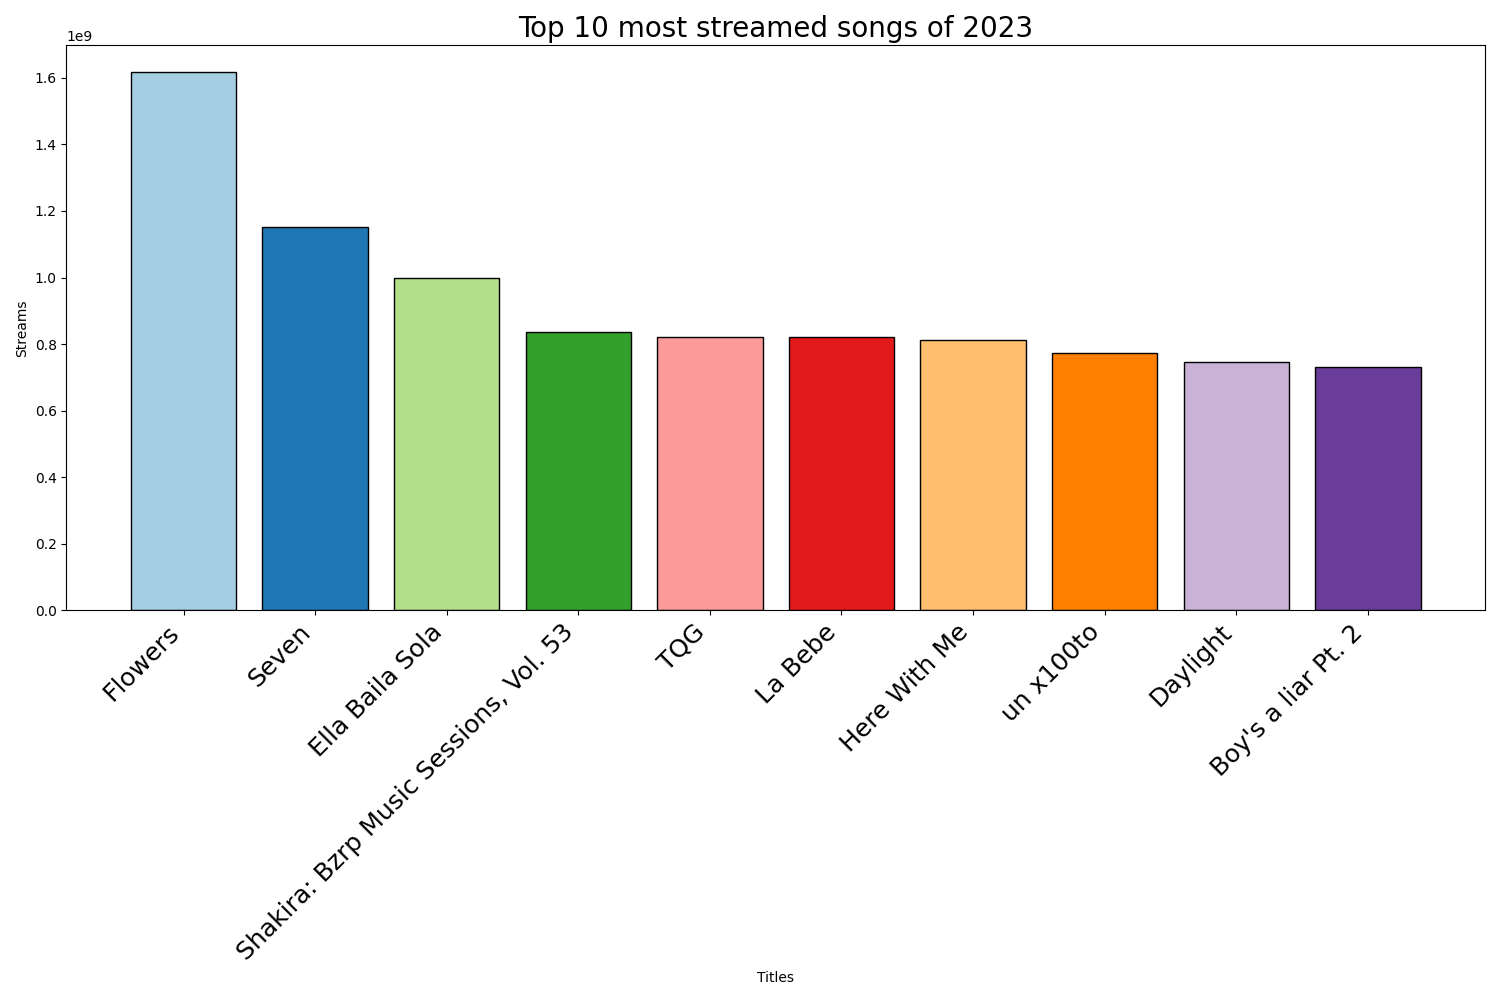 Top 10 most streamed songs of 2023
1e9
1.6
1.4
1.2
1.0
0.8
0.6
0.4
0.2
0.0
Streams
Flowers
Seven
Ella Baila Sola
Shakira: Bzrp Music Sessions, Vol. 53
TQG
La Bebe
Here With Me
un x100to
Daylight
Boy's a liar Pt. 2
Titles